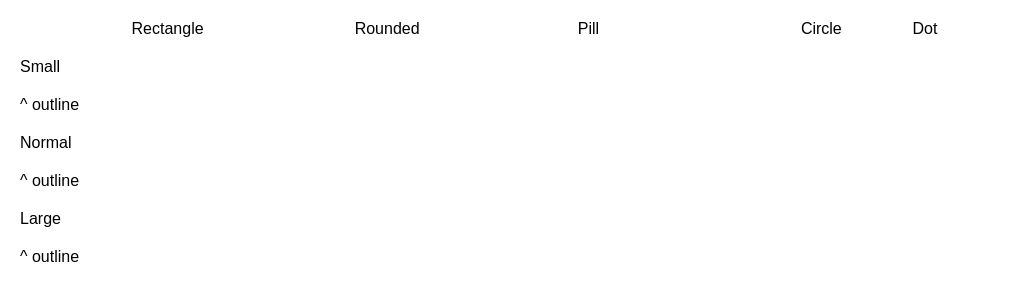 Rectangle Rounded Pill Circle Dot
Small
^ outline
Normal
^ outline
Large
^ outline